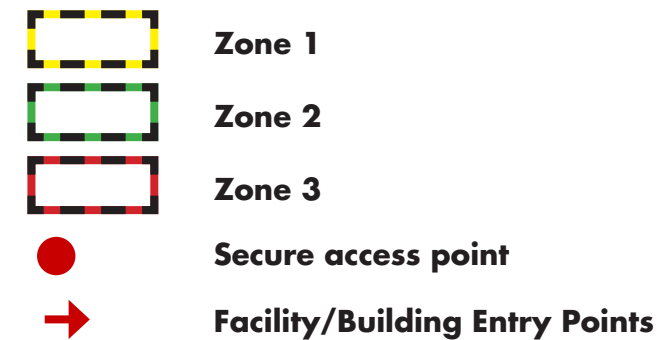 Zone 1
Zone 2
Zone 3
Secure access point
Facility/Building Entry Points